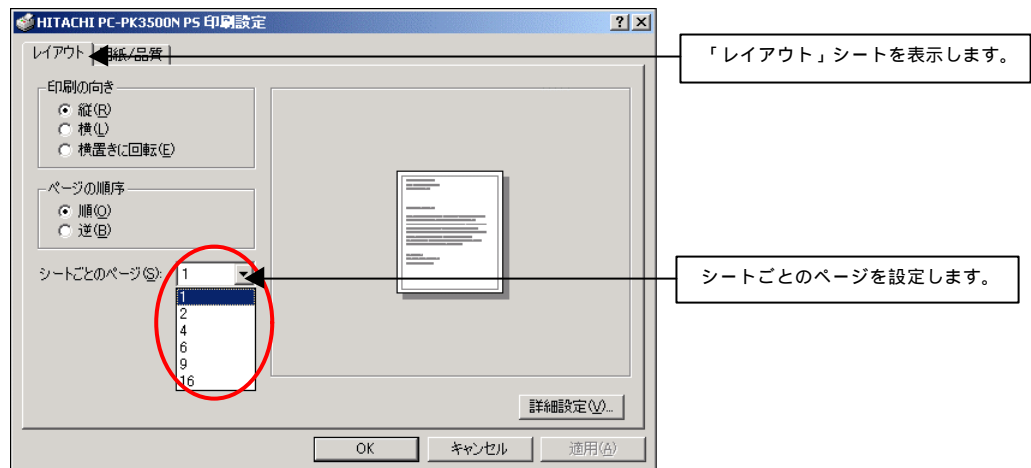 HITACHI PC-PK3500N PS 印刷設定
レイアウト 用紙/品質
「レイアウト」シートを表示します。
印刷の向き
縦(R)
横(L)
横置きに回転(E)
ページの順序
順(O)
逆(B)
シートごとのページ(S): 1
シートごとのページを設定します。
1
2
4
6
9
16
詳細設定(V)...
OK キャンセル 適用(A)